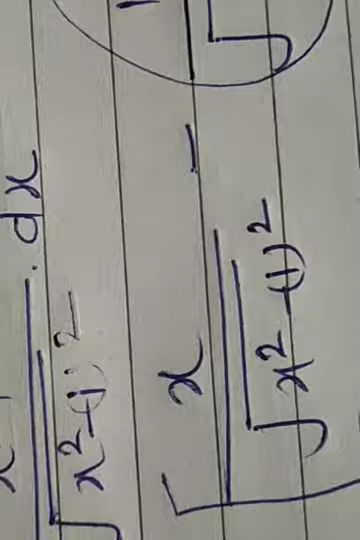 x
√x²-(1)² . dx
[ x / √x²-(1)² -